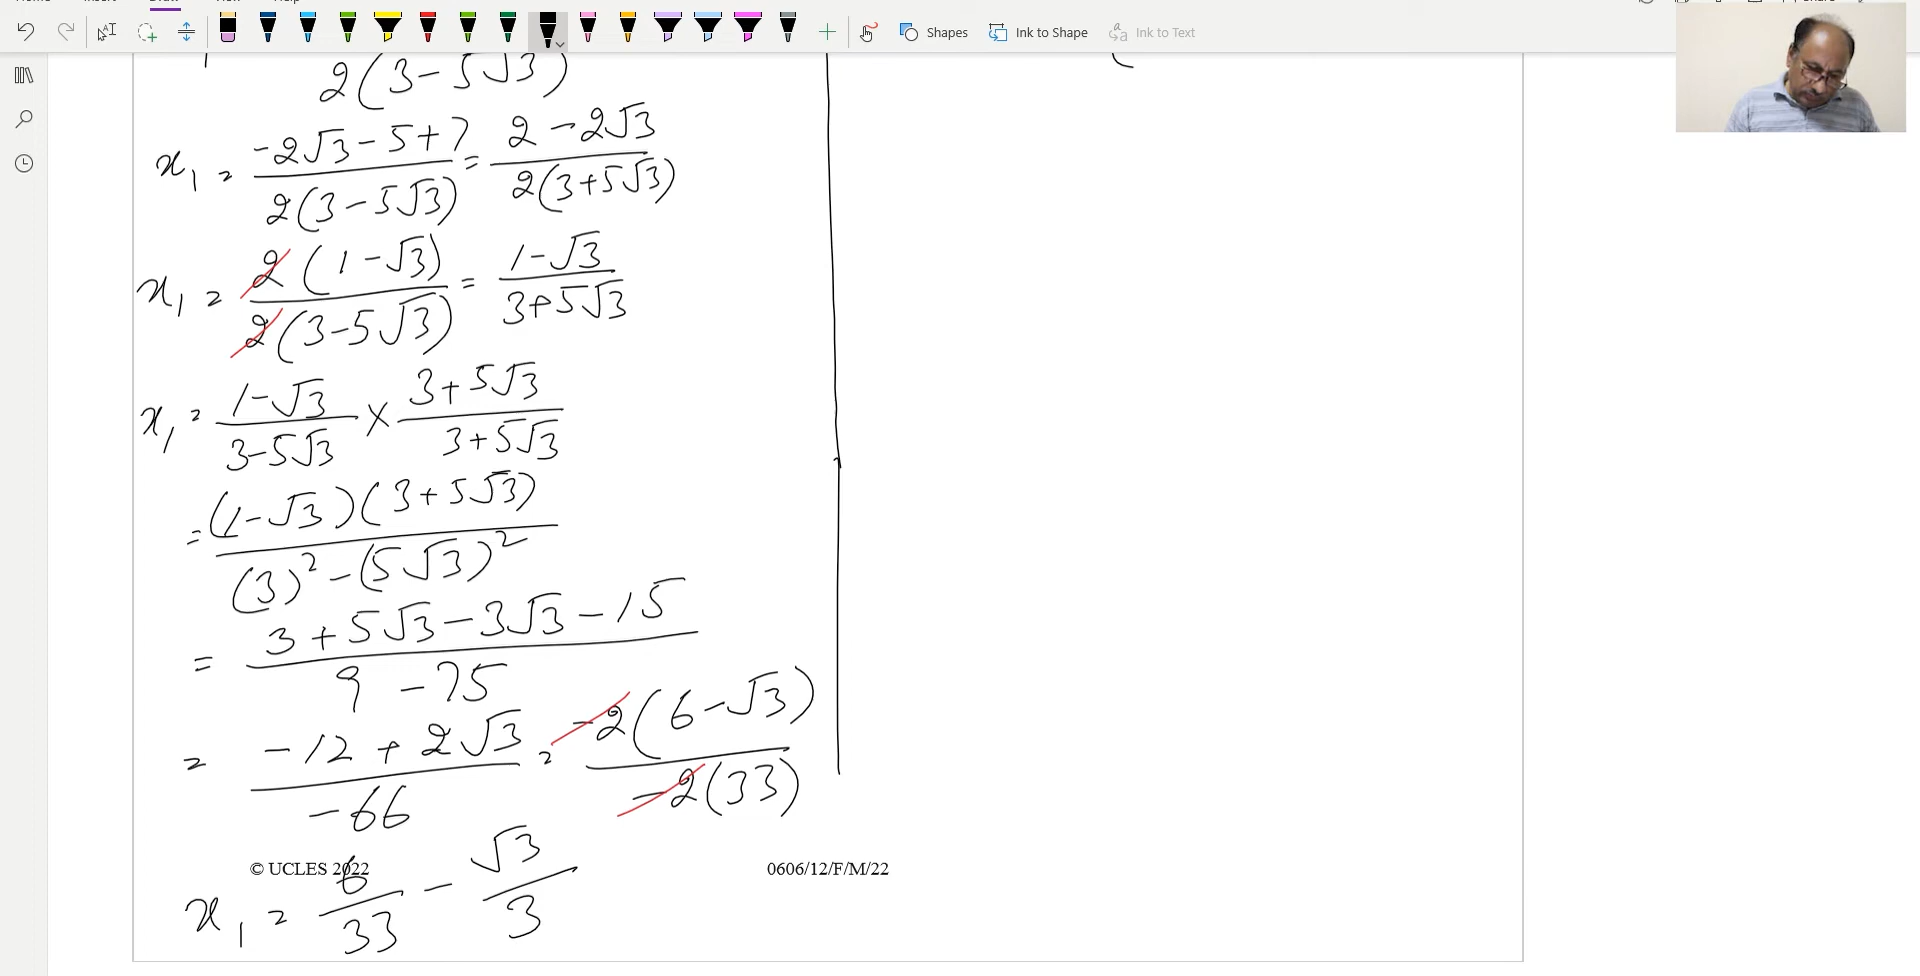 Shapes
Ink to Shape
Ink to Text
2(3-5√3)
x₁ = (-2√3-5+7)/(2(3-5√3)) = (2-2√3)/(2(3+5√3))
x₁ = (2(1-√3))/(2(3-5√3)) = (1-√3)/(3+5√3)
x₁ = (1-√3)/(3-5√3) × (3+5√3)/(3+5√3)
= ((1-√3)(3+5√3))/((3)²-(5√3)²)
= (3+5√3-3√3-15)/(9-75)
= (-12+2√3)/(-66) = (-2(6-√3))/(-2(33))
© UCLES 2022
0606/12/F/M/22
x₁ = 6/33 - √3/3